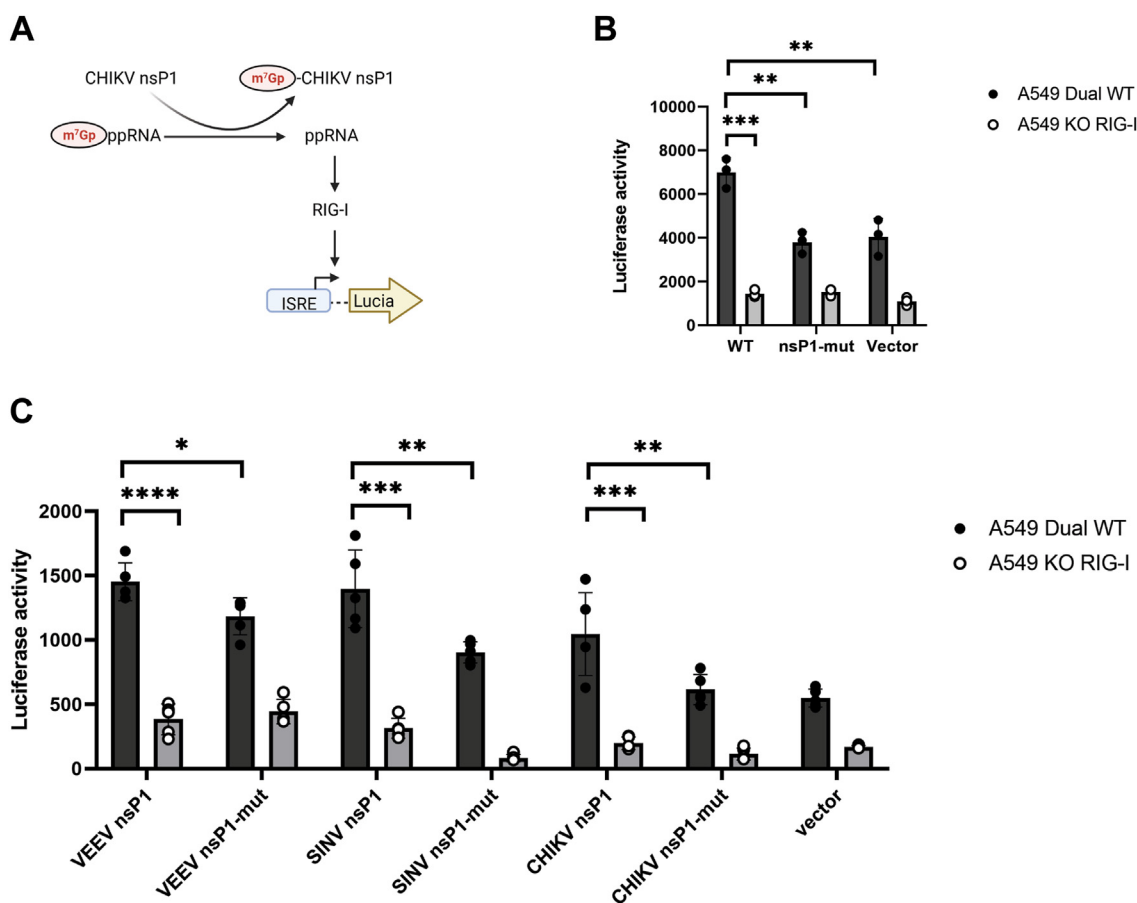 A
CHIKV nsP1
m⁷Gp-CHIKV nsP1
m⁷Gp ppRNA
ppRNA
RIG-I
ISRE
Lucia
B
**
**
***
Luciferase activity
10000
8000
6000
4000
2000
0
WT
nsP1-mut
Vector
A549 Dual WT
A549 KO RIG-I
C
*
**
**
****
***
***
Luciferase activity
2000
1500
1000
500
0
VEEV nsP1
VEEV nsP1-mut
SINV nsP1
SINV nsP1-mut
CHIKV nsP1
CHIKV nsP1-mut
vector
A549 Dual WT
A549 KO RIG-I